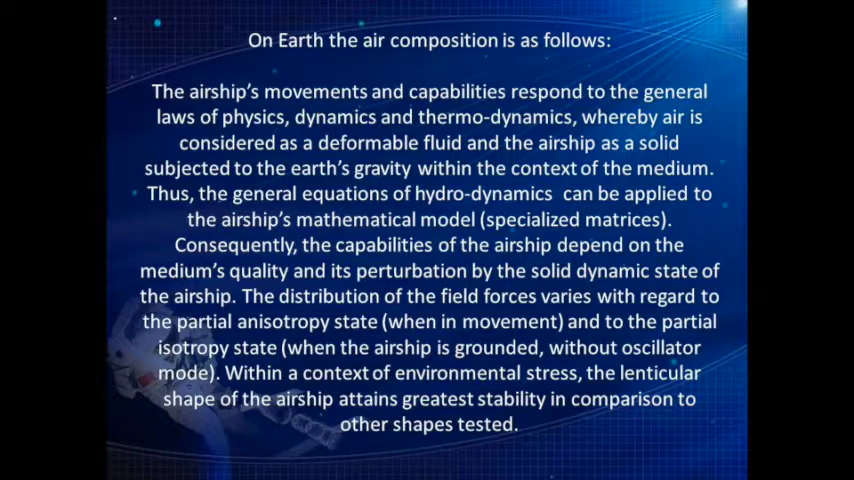 On Earth the air composition is as follows:
The airship's movements and capabilities respond to the general
laws of physics, dynamics and thermo-dynamics, whereby air is
considered as a deformable fluid and the airship as a solid
subjected to the earth's gravity within the context of the medium.
Thus, the general equations of hydro-dynamics can be applied to
the airship's mathematical model (specialized matrices).
Consequently, the capabilities of the airship depend on the
medium's quality and its perturbation by the solid dynamic state of
the airship. The distribution of the field forces varies with regard to
the partial anisotropy state (when in movement) and to the partial
isotropy state (when the airship is grounded, without oscillator
mode). Within a context of environmental stress, the lenticular
shape of the airship attains greatest stability in comparison to
other shapes tested.